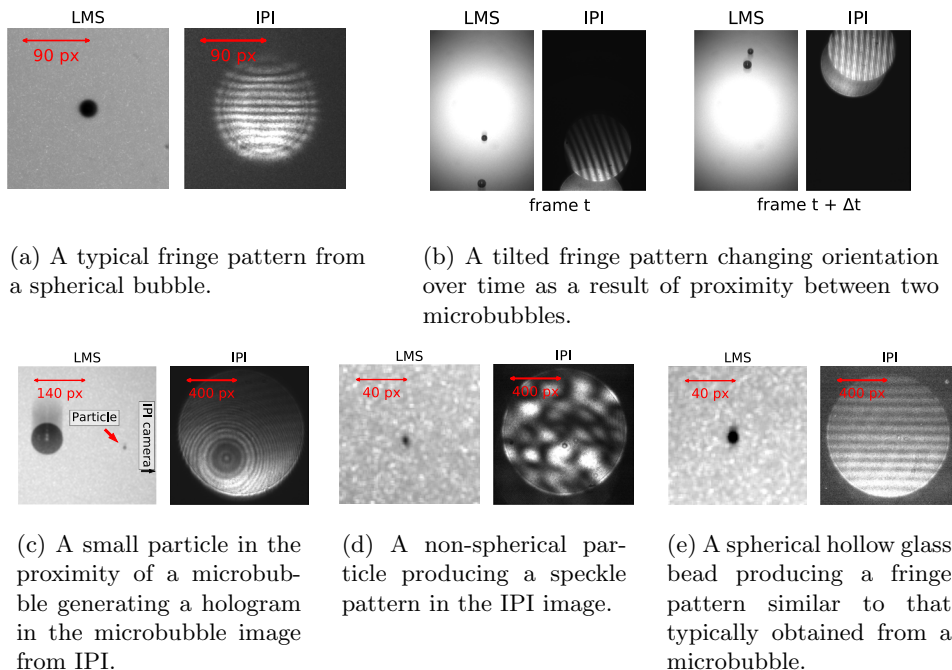 LMS
IPI
90 px
90 px
LMS
IPI
LMS
IPI
frame t
frame t + Δt
(a) A typical fringe pattern from
a spherical bubble.
(b) A tilted fringe pattern changing orientation
over time as a result of proximity between two
microbubbles.
LMS
IPI
140 px
Particle
IPI
camera
400 px
LMS
IPI
40 px
400 px
LMS
IPI
40 px
400 px
(c) A small particle in the
proximity of a microbub-
ble generating a hologram
in the microbubble image
from IPI.
(d) A non-spherical par-
ticle producing a speckle
pattern in the IPI image.
(e) A spherical hollow glass
bead producing a fringe
pattern similar to that
typically obtained from a
microbubble.